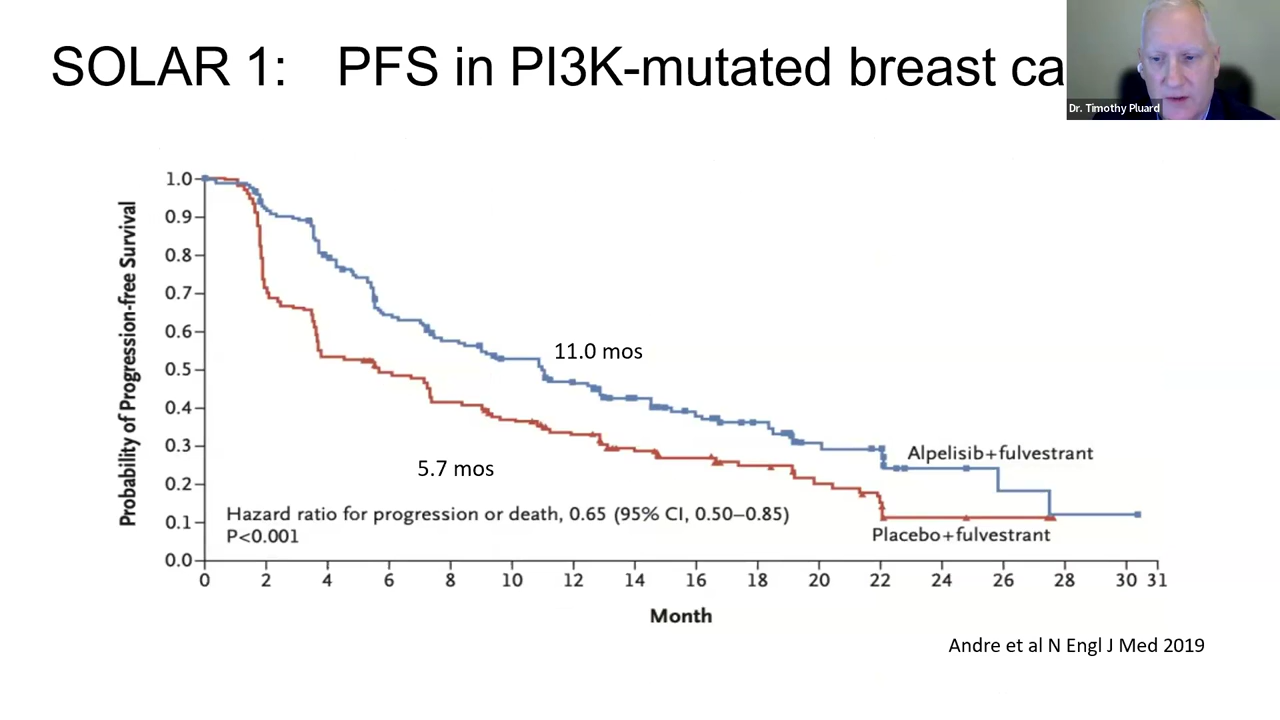 SOLAR 1: PFS in PI3K-mutated breast ca
Dr. Timothy Pluard
Probability of Progression-free Survival
1.0
0.9
0.8
0.7
0.6
0.5
0.4
0.3
0.2
0.1
0.0
11.0 mos
5.7 mos
Alpelisib+fulvestrant
Hazard ratio for progression or death, 0.65 (95% CI, 0.50–0.85)
P<0.001
Placebo+fulvestrant
0 2 4 6 8 10 12 14 16 18 20 22 24 26 28 30 31
Month
Andre et al N Engl J Med 2019